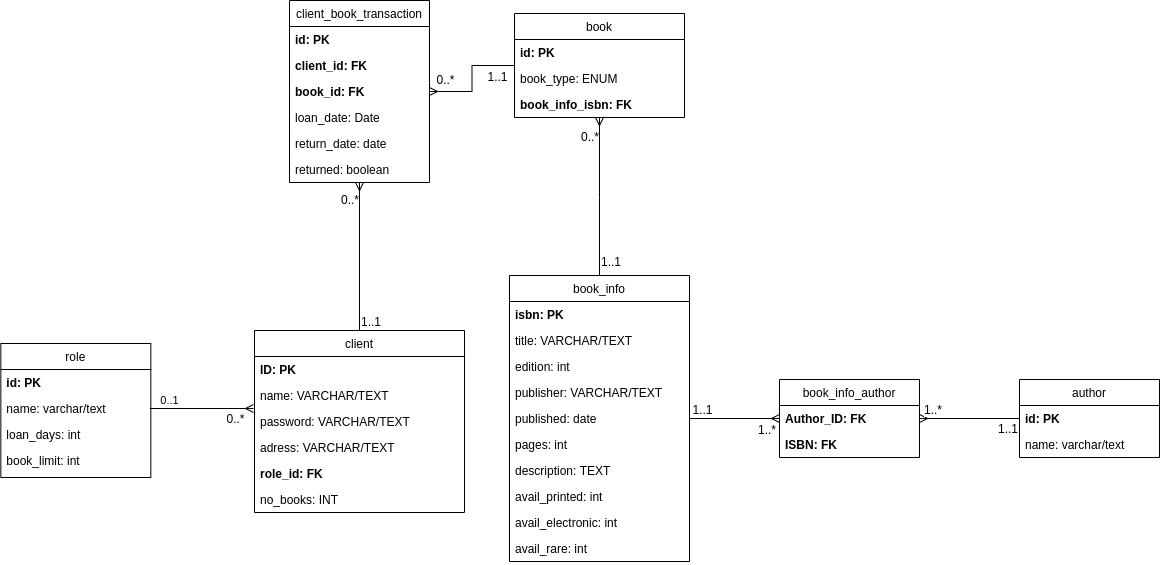 client_book_transaction
id: PK
client_id: FK
book_id: FK
loan_date: Date
return_date: date
returned: boolean
0..*
1..1
book
id: PK
book_type: ENUM
book_info_isbn: FK
0..*
0..*
1..1
1..1
role
id: PK
name: varchar/text
loan_days: int
book_limit: int
0..1
0..*
client
ID: PK
name: VARCHAR/TEXT
password: VARCHAR/TEXT
adress: VARCHAR/TEXT
role_id: FK
no_books: INT
book_info
isbn: PK
title: VARCHAR/TEXT
edition: int
publisher: VARCHAR/TEXT
published: date
pages: int
description: TEXT
avail_printed: int
avail_electronic: int
avail_rare: int
1..1
1..*
book_info_author
Author_ID: FK
ISBN: FK
1..*
1..1
author
id: PK
name: varchar/text